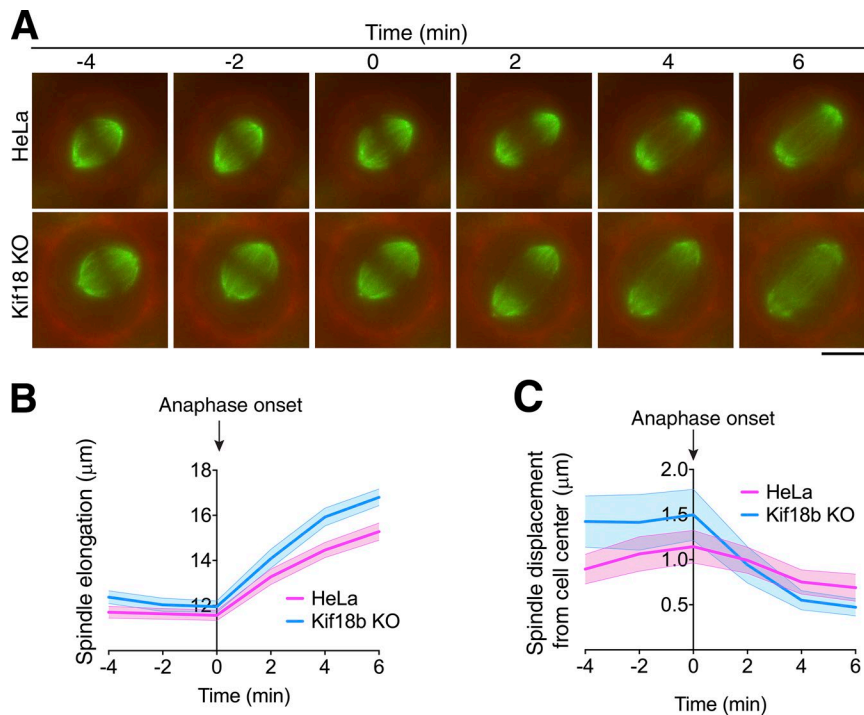 A
Time (min)
-4 -2 0 2 4 6
HeLa
Kif18 KO
B
Anaphase onset
Spindle elongation (μm)
18
16
14
12
HeLa
Kif18b KO
-4 -2 0 2 4 6
Time (min)
C
Anaphase onset
Spindle displacement
from cell center (μm)
2.0
1.5
1.0
0.5
HeLa
Kif18b KO
-4 -2 0 2 4 6
Time (min)